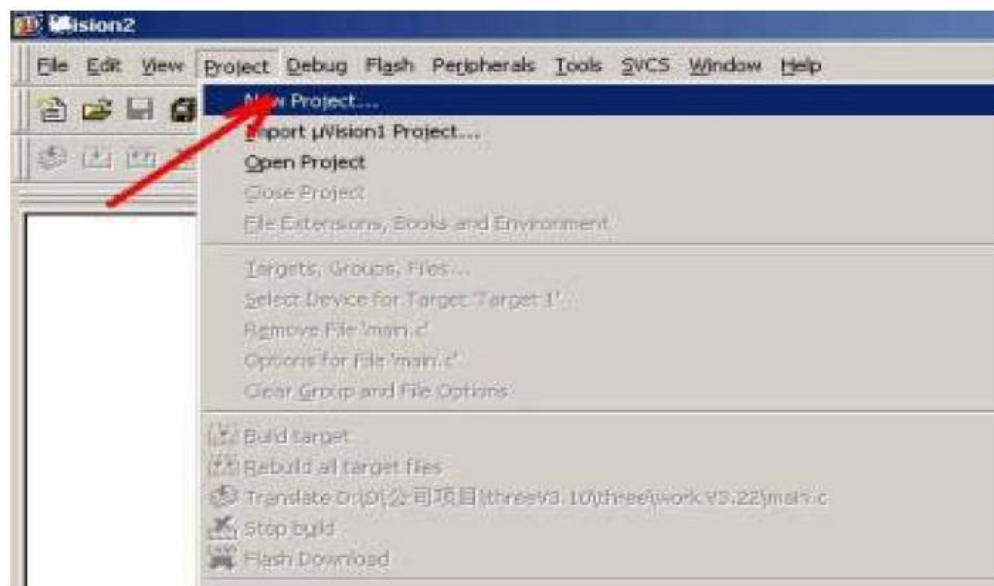 μVision2
File Edit View Project Debug Flash Peripherals Tools SVCS Window Help
New Project...
Import μVision1 Project...
Open Project
Close Project
File Extensions, Books and Environment
Targets, Groups, Files...
Select Device for Target 'Target 1'
Remove File 'main.c'
Options for File 'main.c'
Clear Group and File Options
Build target
Rebuild all target files
Translate D:\D\公司项目\threeV3.10\three\work V3.22\main.c
Stop build
Flash Download